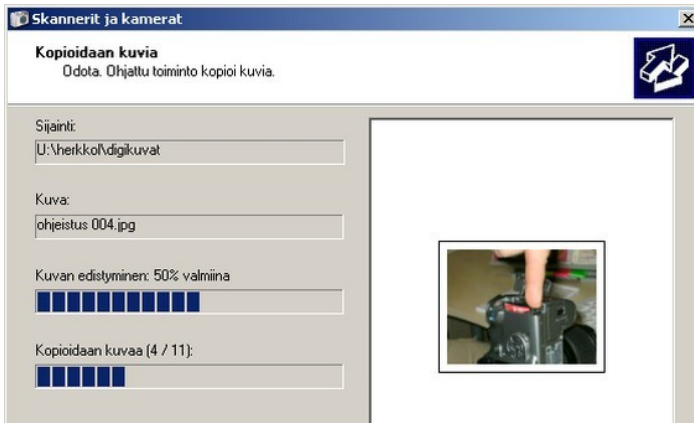 Skannerit ja kamerat
Kopioidaan kuvia
Odota. Ohjattu toiminto kopioi kuvia.
Sijainti:
U:\herkkol\digikuvat
Kuva:
ohjeistus 004.jpg
Kuvan edistyminen: 50% valmiina
Kopioidaan kuvaa (4 / 11):